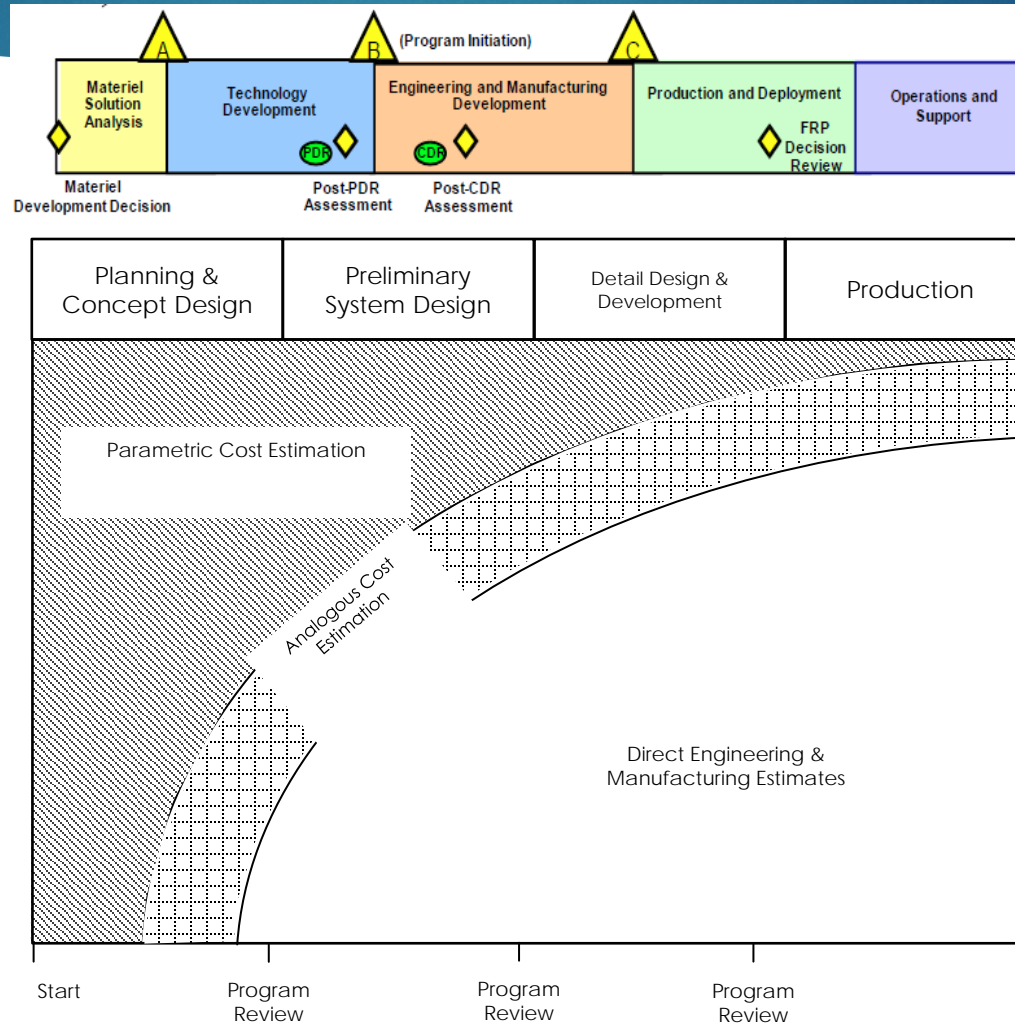 A
B
(Program Initiation)
C
Materiel
Solution
Analysis
Technology
Development
Engineering and Manufacturing
Development
Production and Deployment
Operations and
Support
PDR
CDR
FRP
Decision
Review
Materiel
Development Decision
Post-PDR
Assessment
Post-CDR
Assessment
Planning &
Concept Design
Preliminary
System Design
Detail Design &
Development
Production
Parametric Cost Estimation
Analogous Cost
Estimation
Direct Engineering &
Manufacturing Estimates
Start
Program
Review
Program
Review
Program
Review